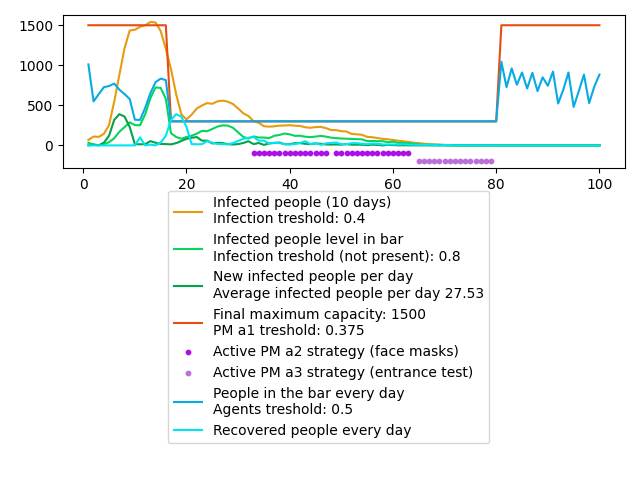 1500
1000
500
0
0
20
40
60
80
100
Infected people (10 days)
Infection treshold: 0.4
Infected people level in bar
Infection treshold (not present): 0.8
New infected people per day
Average infected people per day 27.53
Final maximum capacity: 1500
PM a1 treshold: 0.375
Active PM a2 strategy (face masks)
Active PM a3 strategy (entrance test)
People in the bar every day
Agents treshold: 0.5
Recovered people every day